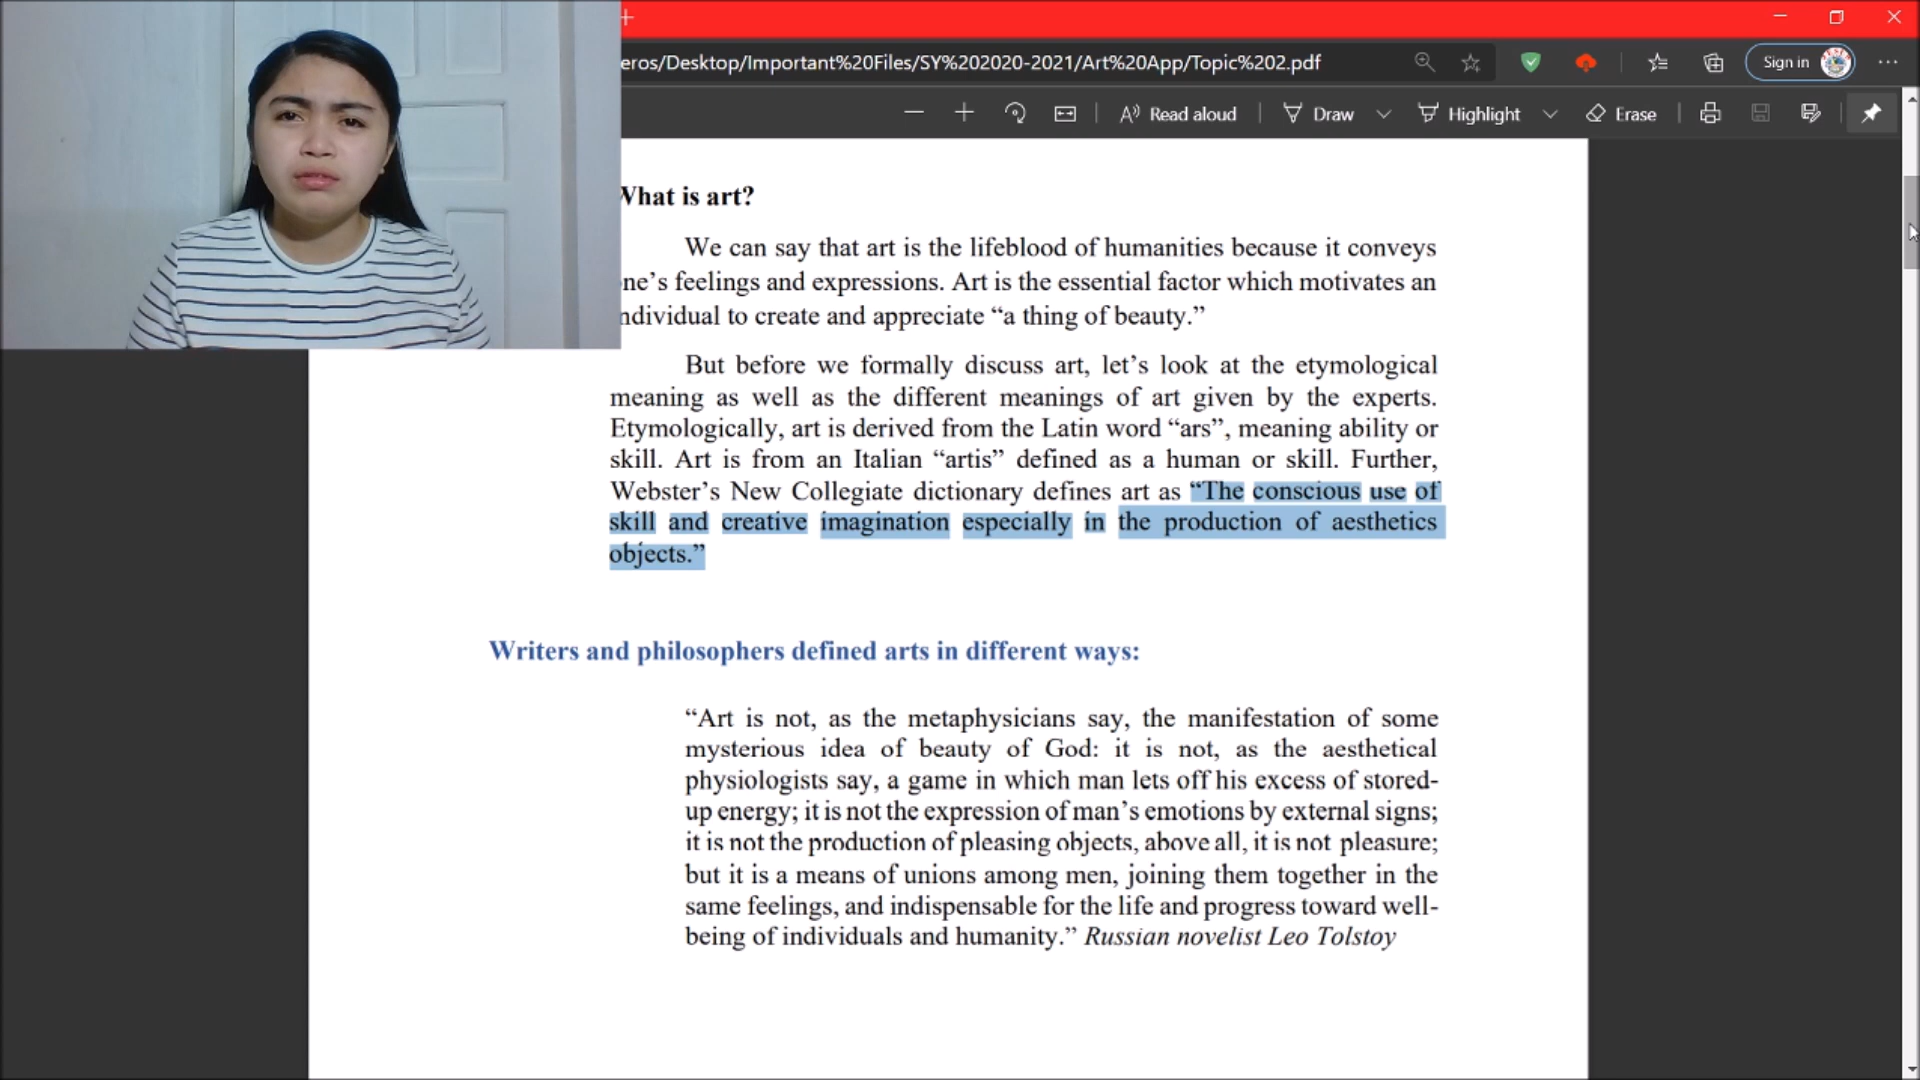 eros/Desktop/Important%20Files/SY%202020-2021/Art%20App/Topic%202.pdf
Sign in
Read aloud
Draw
Highlight
Erase
What is art?
We can say that art is the lifeblood of humanities because it conveys
ne’s feelings and expressions. Art is the essential factor which motivates an
ndividual to create and appreciate “a thing of beauty.”
But before we formally discuss art, let’s look at the etymological
meaning as well as the different meanings of art given by the experts.
Etymologically, art is derived from the Latin word “ars”, meaning ability or
skill. Art is from an Italian “artis” defined as a human or skill. Further,
Webster’s New Collegiate dictionary defines art as “The conscious use of
skill and creative imagination especially in the production of aesthetics
objects.”
Writers and philosophers defined arts in different ways:
“Art is not, as the metaphysicians say, the manifestation of some
mysterious idea of beauty of God: it is not, as the aesthetical
physiologists say, a game in which man lets off his excess of stored-
up energy; it is not the expression of man’s emotions by external signs;
it is not the production of pleasing objects, above all, it is not pleasure;
but it is a means of unions among men, joining them together in the
same feelings, and indispensable for the life and progress toward well-
being of individuals and humanity.” Russian novelist Leo Tolstoy